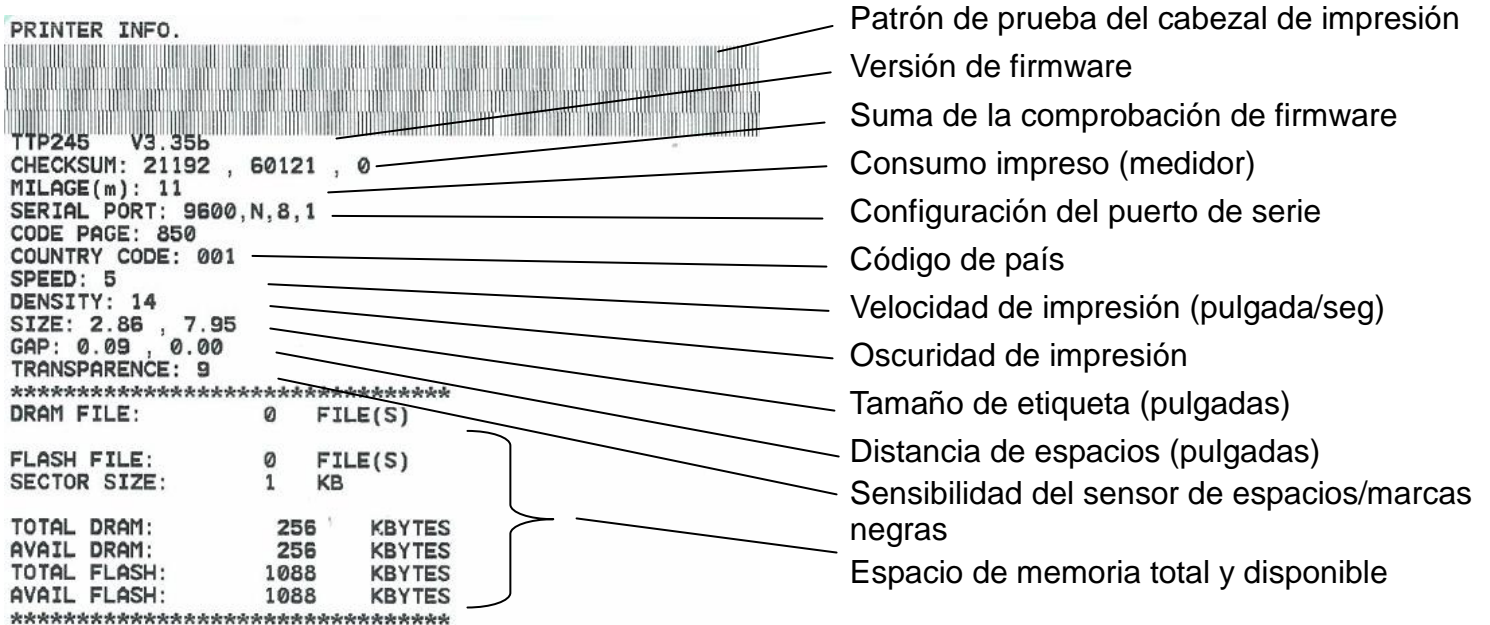 PRINTER INFO.
TTP245 V3.35b
CHECKSUM: 21192 , 60121 , 0
MILAGE(m): 11
SERIAL PORT: 9600,N,8,1
CODE PAGE: 850
COUNTRY CODE: 001
SPEED: 5
DENSITY: 14
SIZE: 2.86 , 7.95
GAP: 0.09 , 0.00
TRANSPARENCE: 9
**********************************
DRAM FILE: 0 FILE(S)
FLASH FILE: 0 FILE(S)
SECTOR SIZE: 1 KB
TOTAL DRAM: 256 KBYTES
AVAIL DRAM: 256 KBYTES
TOTAL FLASH: 1088 KBYTES
AVAIL FLASH: 1088 KBYTES
**********************************
Patrón de prueba del cabezal de impresión
Versión de firmware
Suma de la comprobación de firmware
Consumo impreso (medidor)
Configuración del puerto de serie
Código de país
Velocidad de impresión (pulgada/seg)
Oscuridad de impresión
Tamaño de etiqueta (pulgadas)
Distancia de espacios (pulgadas)
Sensibilidad del sensor de espacios/marcas
negras
Espacio de memoria total y disponible